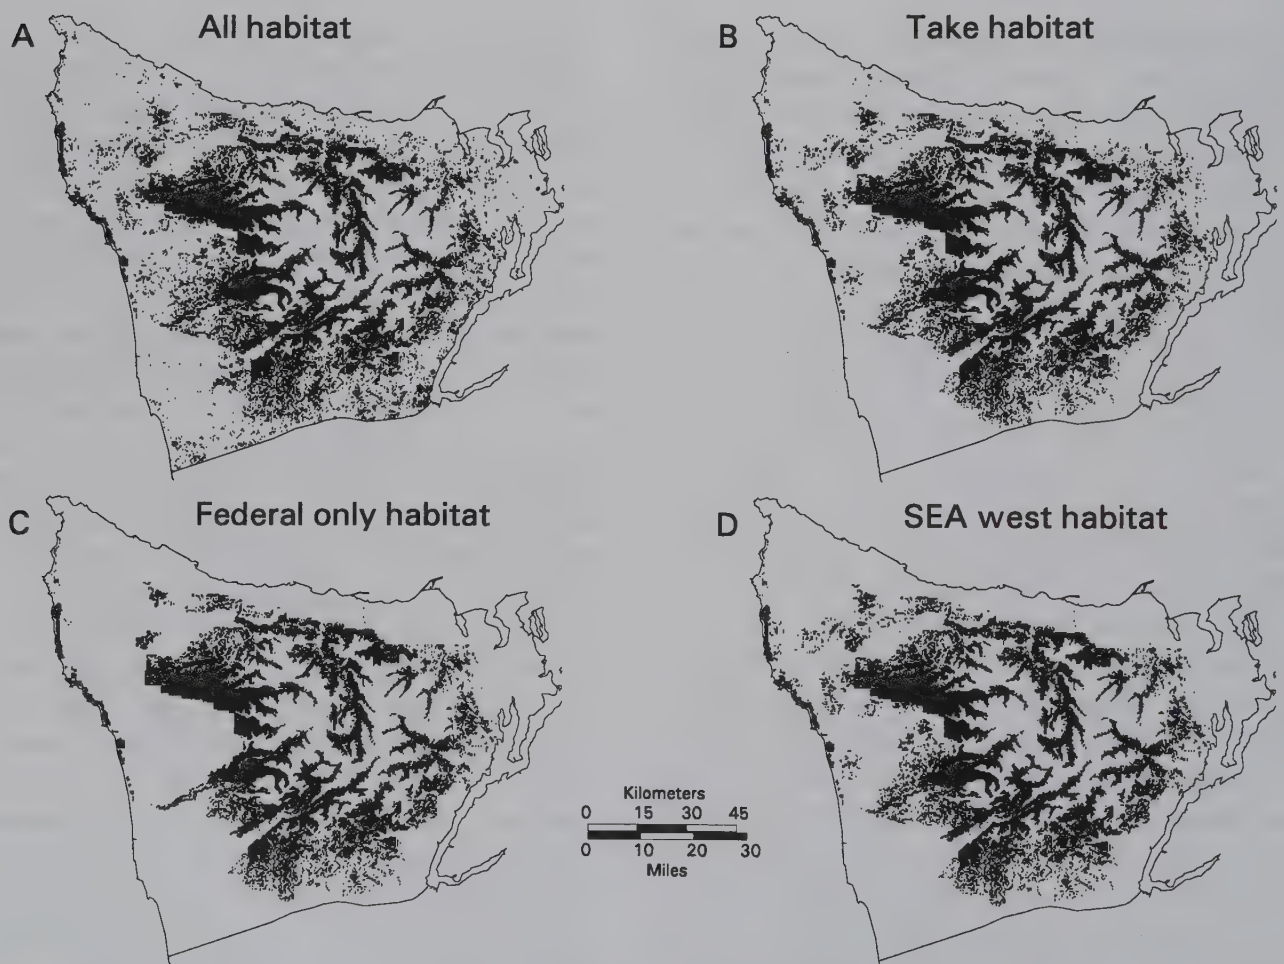 A All habitat
B Take habitat
C Federal only habitat
D SEA west habitat
Kilometers
0 15 30 45
0 10 20 30
Miles